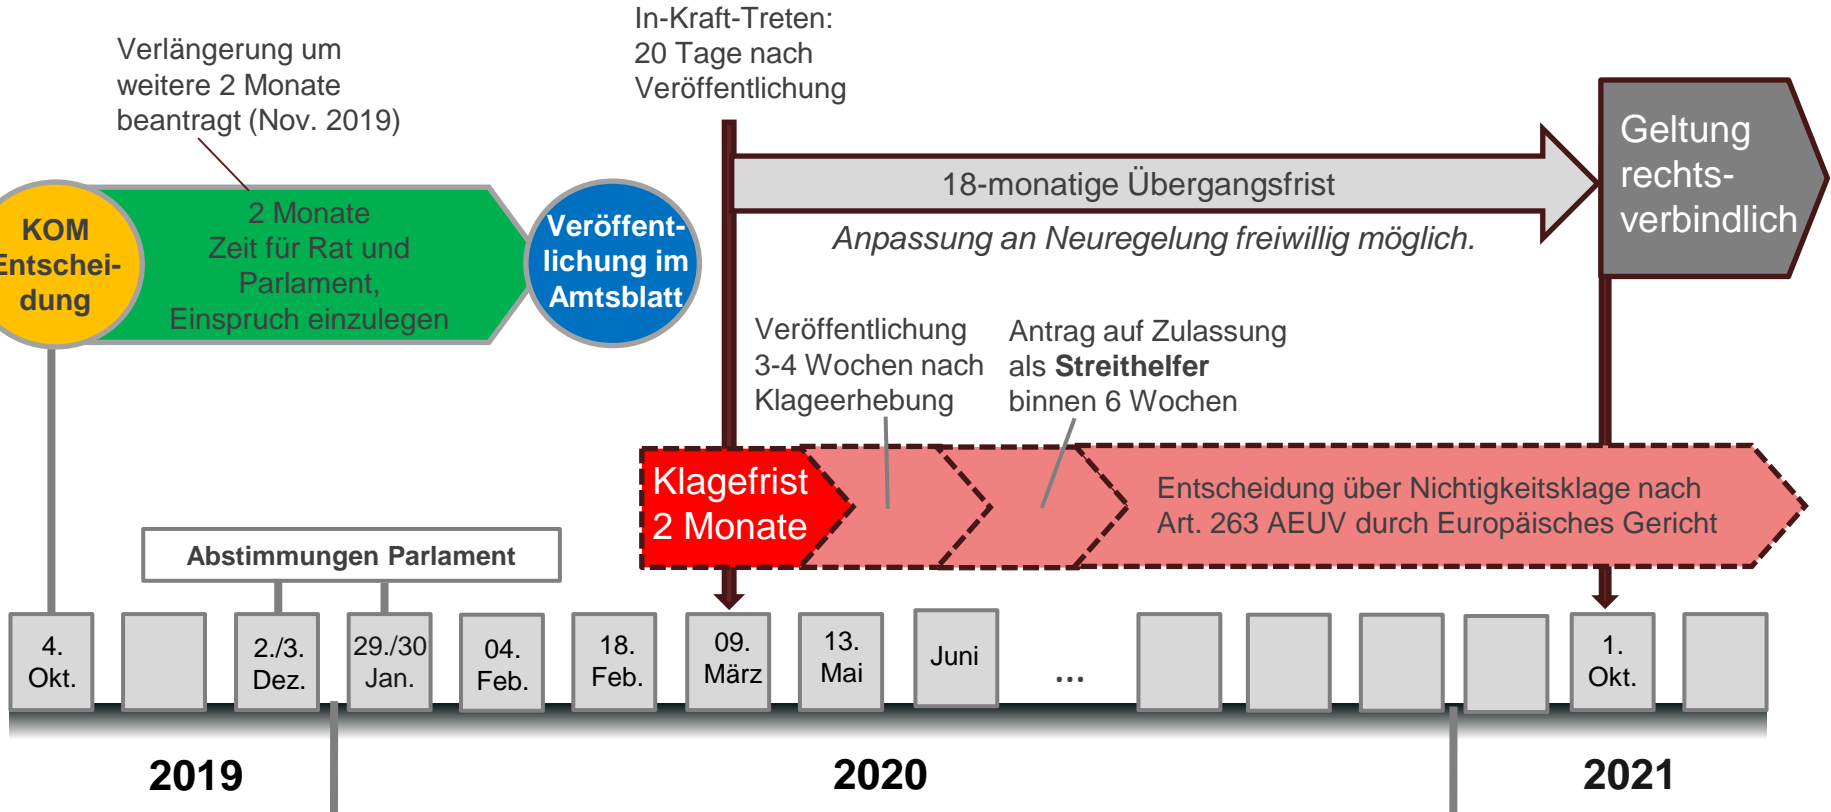 In-Kraft-Treten:
20 Tage nach
Veröffentlichung
Verlängerung um
weitere 2 Monate
beantragt (Nov. 2019)
KOM
Entschei-
dung
2 Monate
Zeit für Rat und
Parlament,
Einspruch einzulegen
Veröffent-
lichung im
Amtsblatt
18-monatige Übergangsfrist
Anpassung an Neuregelung freiwillig möglich.
Geltung
rechts-
verbindlich
Veröffentlichung
3-4 Wochen nach
Klageerhebung
Antrag auf Zulassung
als Streithelfer
binnen 6 Wochen
Klagefrist
2 Monate
Entscheidung über Nichtigkeitsklage nach
Art. 263 AEUV durch Europäisches Gericht
Abstimmungen Parlament
4.
Okt.
2./3.
Dez.
29./30
Jan.
04.
Feb.
18.
Feb.
09.
März
13.
Mai
Juni
...
1.
Okt.
2019
2020
2021